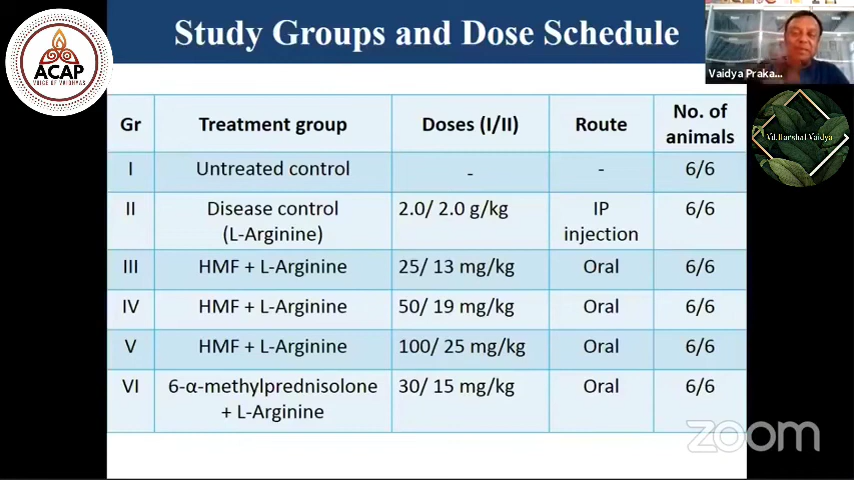 Study Groups and Dose Schedule
ACAP
VOICE OF VAIDHYAS
Vaidya Praka...
Vd.Harshal Vaidya
Gr Treatment group Doses (I/II) Route No. of animals
I Untreated control - - 6/6
II Disease control (L-Arginine) 2.0/ 2.0 g/kg IP injection 6/6
III HMF + L-Arginine 25/ 13 mg/kg Oral 6/6
IV HMF + L-Arginine 50/ 19 mg/kg Oral 6/6
V HMF + L-Arginine 100/ 25 mg/kg Oral 6/6
VI 6-α-methylprednisolone + L-Arginine 30/ 15 mg/kg Oral 6/6
zoom